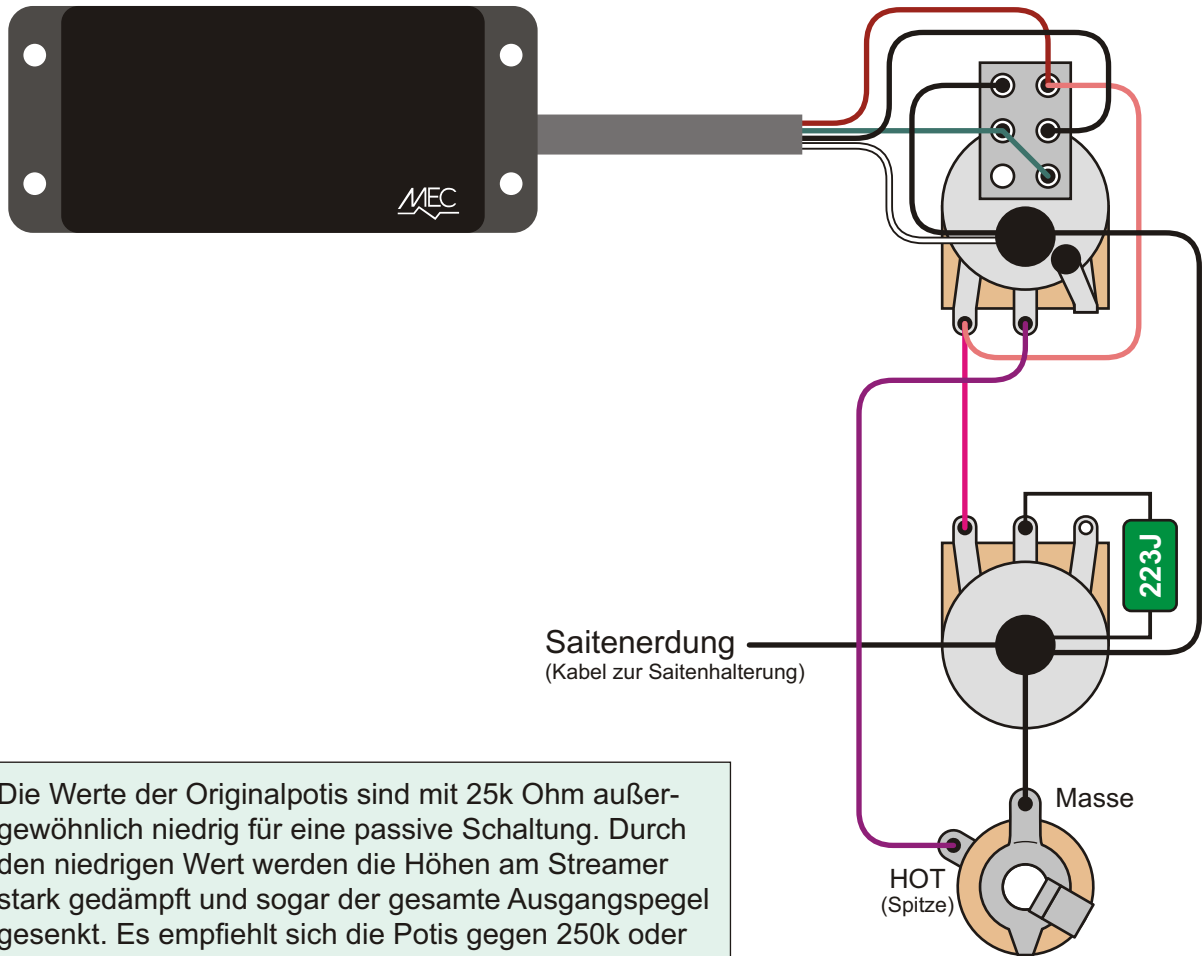 MEC
223J
Saitenerdung
(Kabel zur Saitenhalterung)
Masse
HOT
(Spitze)
Die Werte der Originalpotis sind mit 25k Ohm außer-
gewöhnlich niedrig für eine passive Schaltung. Durch
den niedrigen Wert werden die Höhen am Streamer
stark gedämpft und sogar der gesamte Ausgangspegel
gesenkt. Es empfiehlt sich die Potis gegen 250k oder